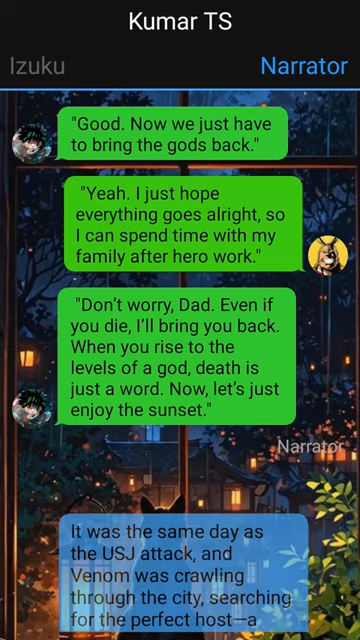 Kumar TS
Izuku
Narrator
"Good. Now we just have
to bring the gods back."
"Yeah. I just hope
everything goes alright, so
I can spend time with my
family after hero work."
"Don’t worry, Dad. Even if
you die, I’ll bring you back.
When you rise to the
levels of a god, death is
just a word. Now, let’s just
enjoy the sunset."
Narrator
It was the same day as
the USJ attack, and
Venom was crawling
through the city, searching
for the perfect host—a